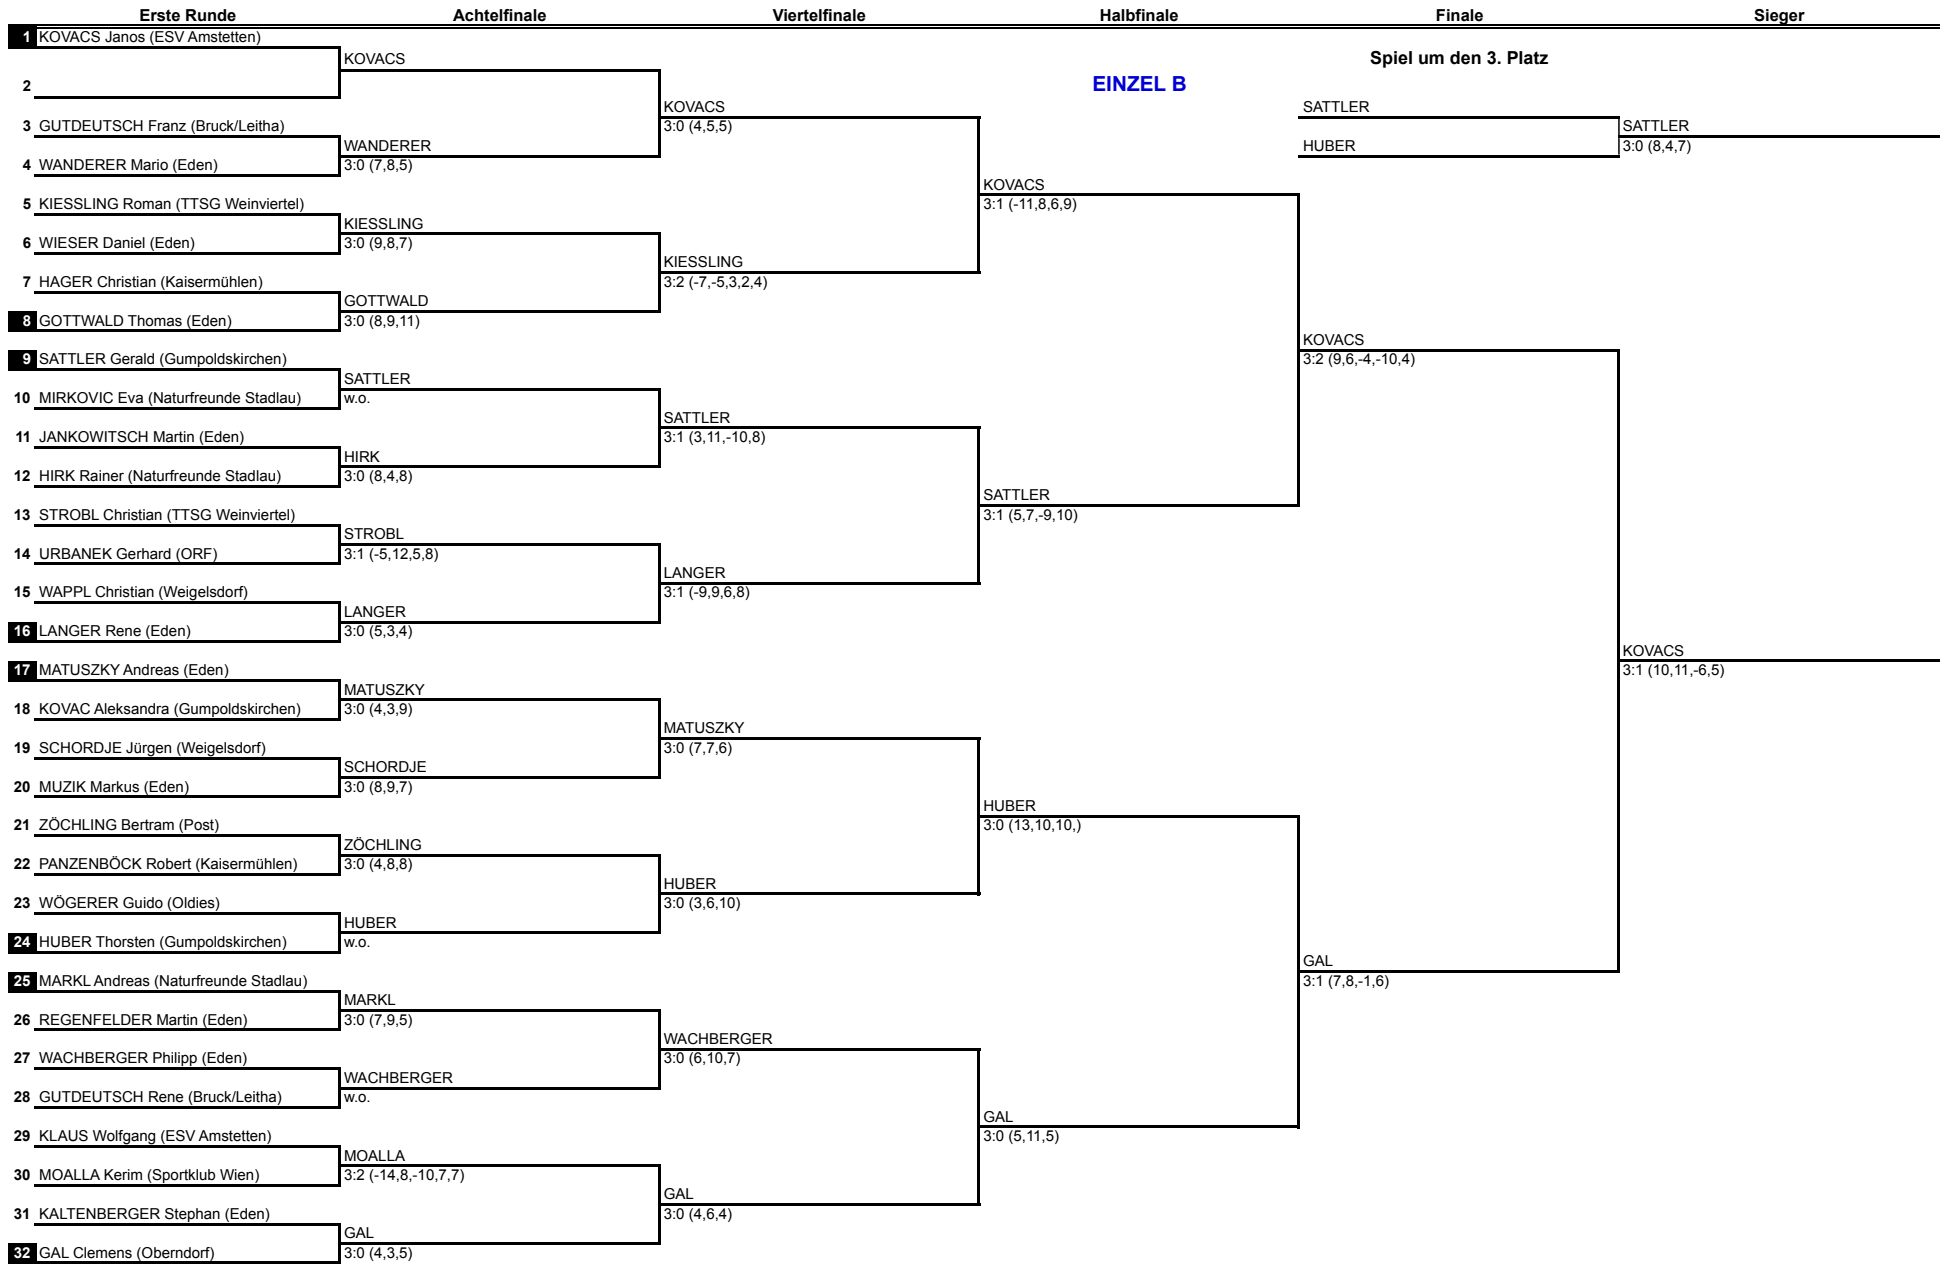 Erste Runde Achtelfinale Viertelfinale Halbfinale Finale Sieger
1 KOVACS Janos (ESV Amstetten)
KOVACS
Spiel um den 3. Platz
2
EINZEL B
KOVACS SATTLER
3 GUTDEUTSCH Franz (Bruck/Leitha) 3:0 (4,5,5) SATTLER
WANDERER HUBER 3:0 (8,4,7)
4 WANDERER Mario (Eden) 3:0 (7,8,5)
KOVACS
5 KIESSLING Roman (TTSG Weinviertel) 3:1 (-11,8,6,9)
KIESSLING
6 WIESER Daniel (Eden) 3:0 (9,8,7)
KIESSLING
7 HAGER Christian (Kaisermühlen) 3:2 (-7,-5,3,2,4)
GOTTWALD
8 GOTTWALD Thomas (Eden) 3:0 (8,9,11)
KOVACS
9 SATTLER Gerald (Gumpoldskirchen) 3:2 (9,6,-4,-10,4)
SATTLER
10 MIRKOVIC Eva (Naturfreunde Stadlau) w.o.
SATTLER
11 JANKOWITSCH Martin (Eden) 3:1 (3,11,-10,8)
HIRK
12 HIRK Rainer (Naturfreunde Stadlau) 3:0 (8,4,8)
SATTLER
13 STROBL Christian (TTSG Weinviertel) 3:1 (5,7,-9,10)
STROBL
14 URBANEK Gerhard (ORF) 3:1 (-5,12,5,8)
LANGER
15 WAPPL Christian (Weigelsdorf) 3:1 (-9,9,6,8)
LANGER
16 LANGER Rene (Eden) 3:0 (5,3,4)
KOVACS
17 MATUSZKY Andreas (Eden) 3:1 (10,11,-6,5)
MATUSZKY
18 KOVAC Aleksandra (Gumpoldskirchen) 3:0 (4,3,9)
MATUSZKY
19 SCHORDJE Jürgen (Weigelsdorf) 3:0 (7,7,6)
SCHORDJE
20 MUZIK Markus (Eden) 3:0 (8,9,7)
HUBER
21 ZÖCHLING Bertram (Post) 3:0 (13,10,10,)
ZÖCHLING
22 PANZENBÖCK Robert (Kaisermühlen) 3:0 (4,8,8)
HUBER
23 WÖGERER Guido (Oldies) 3:0 (3,6,10)
HUBER
24 HUBER Thorsten (Gumpoldskirchen) w.o.
GAL
25 MARKL Andreas (Naturfreunde Stadlau) 3:1 (7,8,-1,6)
MARKL
26 REGENFELDER Martin (Eden) 3:0 (7,9,5)
WACHBERGER
27 WACHBERGER Philipp (Eden) 3:0 (6,10,7)
WACHBERGER
28 GUTDEUTSCH Rene (Bruck/Leitha) w.o.
GAL
29 KLAUS Wolfgang (ESV Amstetten) 3:0 (5,11,5)
MOALLA
30 MOALLA Kerim (Sportklub Wien) 3:2 (-14,8,-10,7,7)
GAL
31 KALTENBERGER Stephan (Eden) 3:0 (4,6,4)
GAL
32 GAL Clemens (Oberndorf) 3:0 (4,3,5)